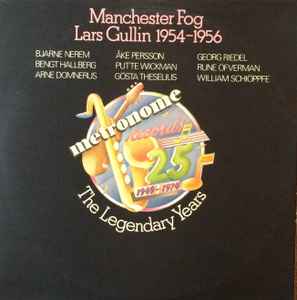 Manchester Fog
Lars Gullin 1954-1956
BJARNE NEREM
BENGT HALLBERG
ARNE DOMNERUS
ÅKE PERSSON
PUTTE WICKMAN
GÖSTA THESELIUS
GEORG RIEDEL
RUNE ÖFVERMAN
WILLIAM SCHIÖPFFE
metronome
records
25
1949-1974
The Legendary Years